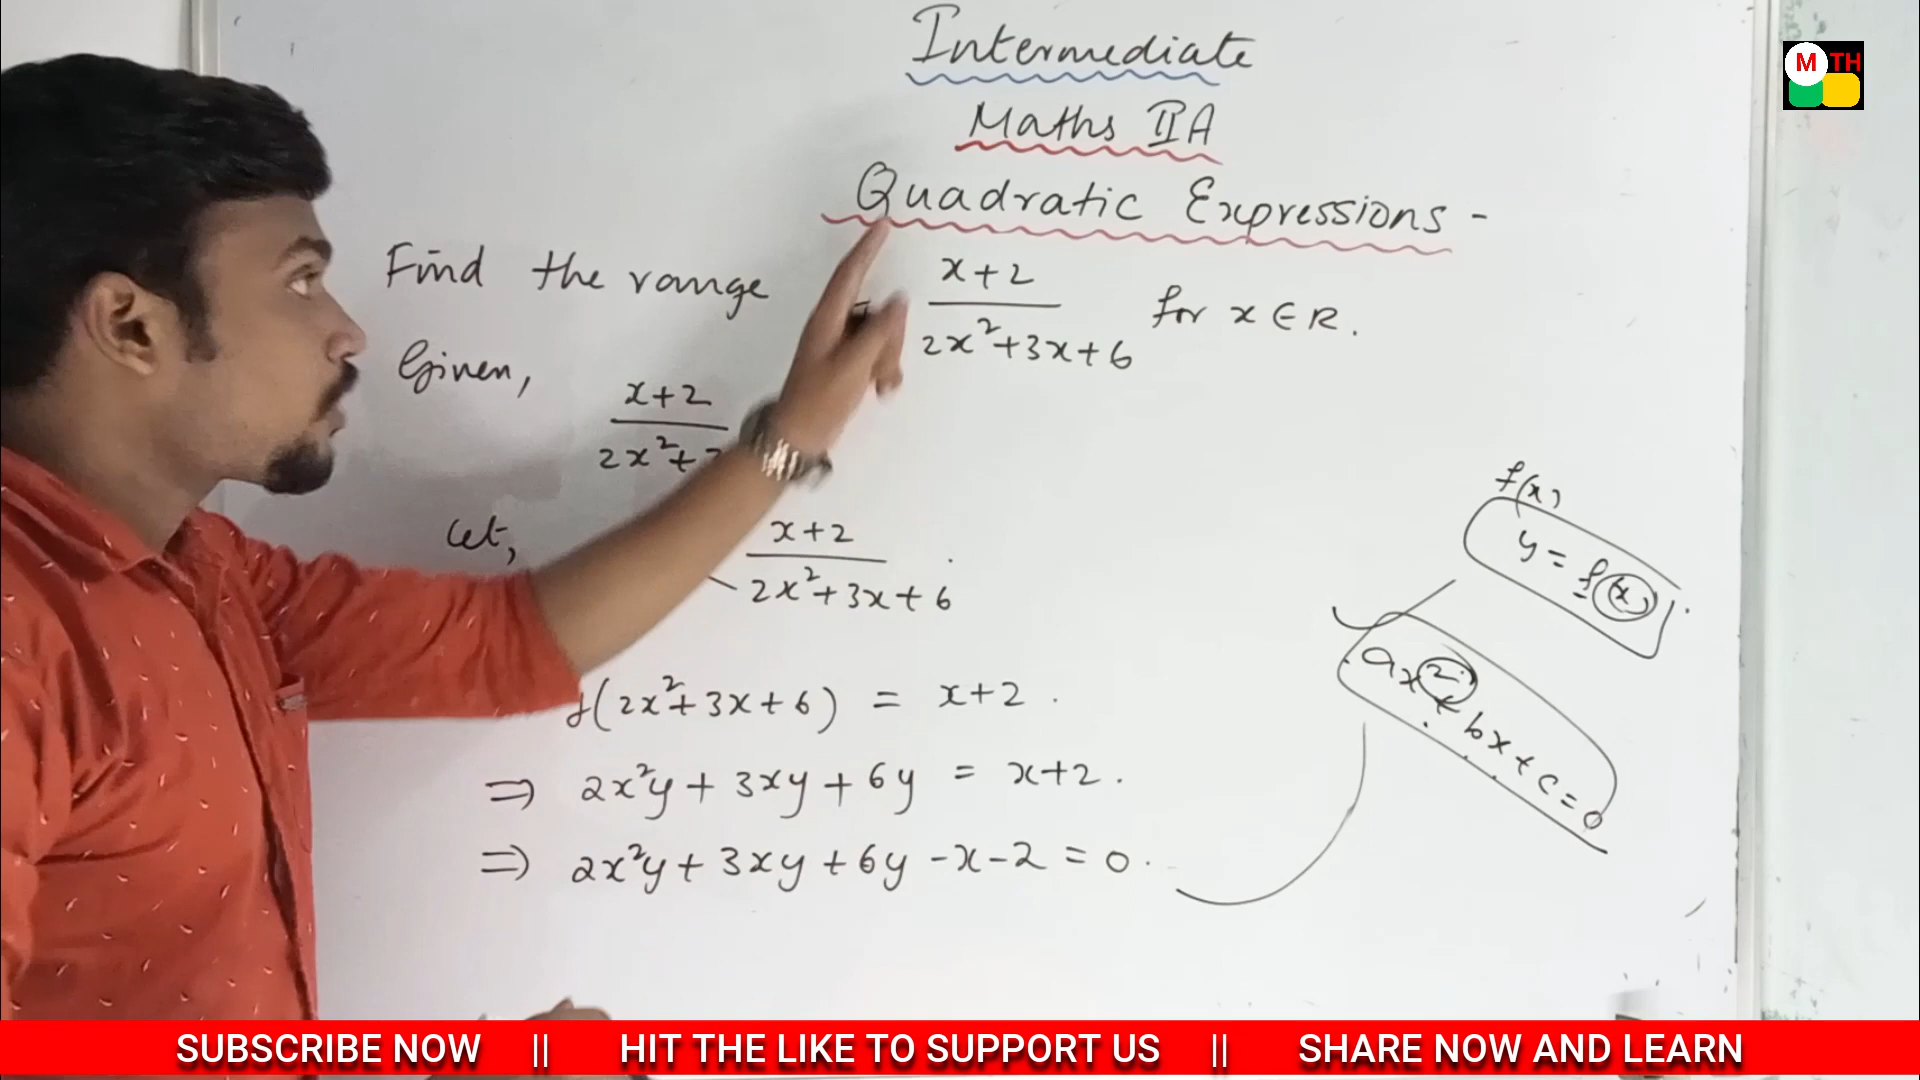 Intermediate
Maths IIA
Quadratic Expressions -
Find the range = x+2 / 2x²+3x+6 for x ∈ R.
Given,
x+2 / 2x²+
Let,
x+2 / 2x²+3x+6
(2x²+3x+6) = x+2.
⇒ 2x²y + 3xy + 6y = x+2.
⇒ 2x²y + 3xy + 6y - x - 2 = 0.
f(x)
y = f(x)
ax² + bx + c = 0
M TH
SUBSCRIBE NOW || HIT THE LIKE TO SUPPORT US || SHARE NOW AND LEARN